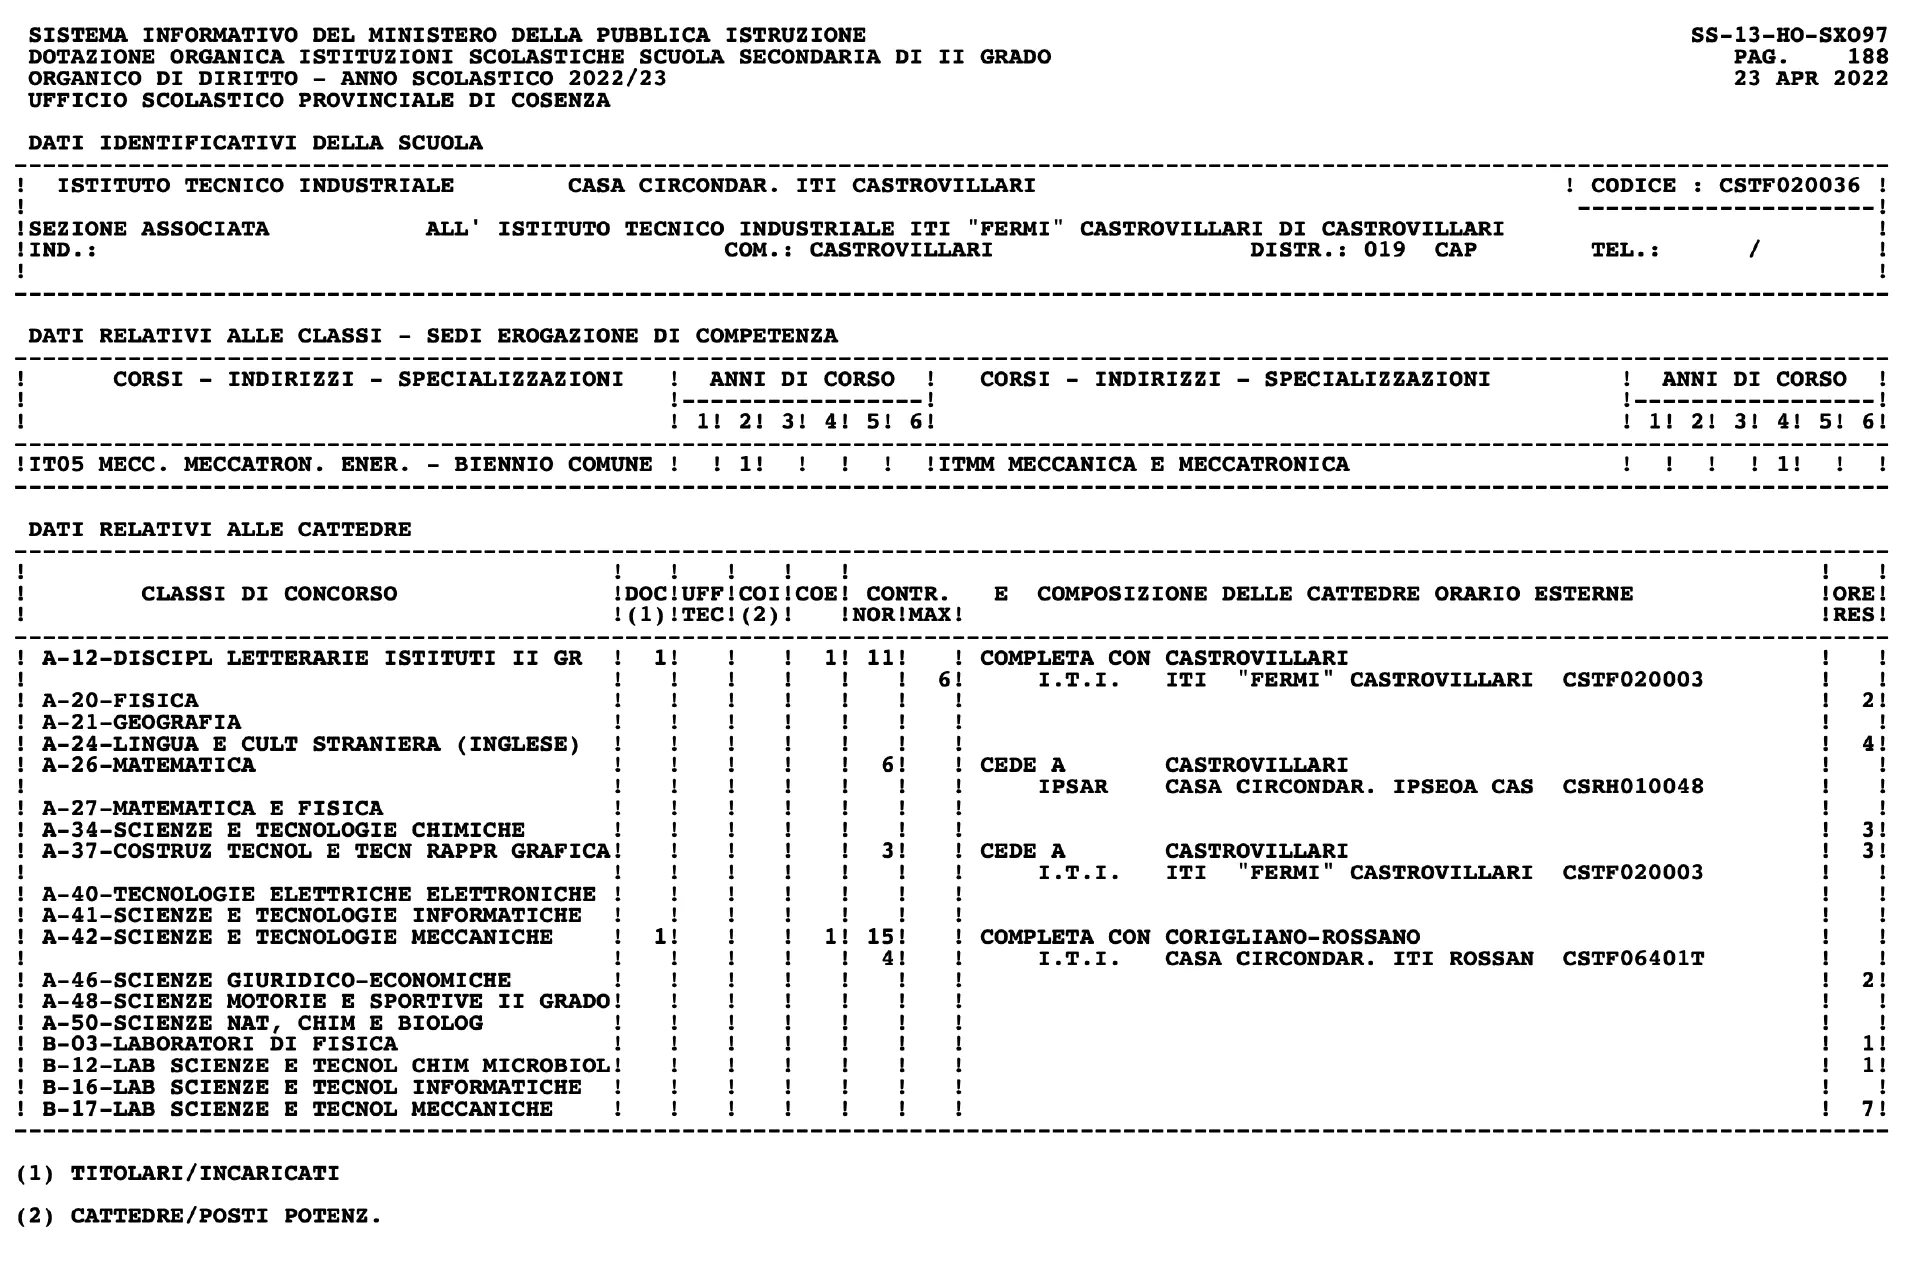 SISTEMA INFORMATIVO DEL MINISTERO DELLA PUBBLICA ISTRUZIONE SS-13-HO-SXO97
DOTAZIONE ORGANICA ISTITUZIONI SCOLASTICHE SCUOLA SECONDARIA DI II GRADO PAG. 188
ORGANICO DI DIRITTO - ANNO SCOLASTICO 2022/23 23 APR 2022
UFFICIO SCOLASTICO PROVINCIALE DI COSENZA
DATI IDENTIFICATIVI DELLA SCUOLA
------------------------------------------------------------
! ISTITUTO TECNICO INDUSTRIALE CASA CIRCONDAR. ITI CASTROVILLARI ! CODICE : CSTF020036 !
! ---------------------!
!SEZIONE ASSOCIATA ALL' ISTITUTO TECNICO INDUSTRIALE ITI "FERMI" CASTROVILLARI DI CASTROVILLARI !
!IND.: COM.: CASTROVILLARI DISTR.: 019 CAP TEL.: / !
! !
------------------------------------------------------------
DATI RELATIVI ALLE CLASSI - SEDI EROGAZIONE DI COMPETENZA
------------------------------------------------------------
! CORSI - INDIRIZZI - SPECIALIZZAZIONI ! ANNI DI CORSO ! CORSI - INDIRIZZI - SPECIALIZZAZIONI ! ANNI DI CORSO !
! !-----------------! !-----------------!
! ! 1! 2! 3! 4! 5! 6! ! 1! 2! 3! 4! 5! 6!
------------------------------------------------------------
!IT05 MECC. MECCATRON. ENER. - BIENNIO COMUNE ! ! 1! ! ! ! !ITMM MECCANICA E MECCATRONICA ! ! ! ! 1! ! !
------------------------------------------------------------
DATI RELATIVI ALLE CATTEDRE
------------------------------------------------------------
! ! ! ! ! ! ! !
! CLASSI DI CONCORSO !DOC!UFF!COI!COE! CONTR. E COMPOSIZIONE DELLE CATTEDRE ORARIO ESTERNE !ORE!
! !(1)!TEC!(2)! !NOR!MAX! !RES!
------------------------------------------------------------
! A-12-DISCIPL LETTERARIE ISTITUTI II GR ! 1! ! ! 1! 11! ! COMPLETA CON CASTROVILLARI ! !
! ! ! ! ! ! ! 6! I.T.I. ITI "FERMI" CASTROVILLARI CSTF020003 ! !
! A-20-FISICA ! ! ! ! ! ! ! ! 2!
! A-21-GEOGRAFIA ! ! ! ! ! ! ! ! !
! A-24-LINGUA E CULT STRANIERA (INGLESE) ! ! ! ! ! ! ! ! 4!
! A-26-MATEMATICA ! ! ! ! ! 6! ! CEDE A CASTROVILLARI ! !
! ! ! ! ! ! ! ! IPSAR CASA CIRCONDAR. IPSEOA CAS CSRH010048 ! !
! A-27-MATEMATICA E FISICA ! ! ! ! ! ! ! ! !
! A-34-SCIENZE E TECNOLOGIE CHIMICHE ! ! ! ! ! ! ! ! 3!
! A-37-COSTRUZ TECNOL E TECN RAPPR GRAFICA! ! ! ! ! 3! ! CEDE A CASTROVILLARI ! 3!
! ! ! ! ! ! ! ! I.T.I. ITI "FERMI" CASTROVILLARI CSTF020003 ! !
! A-40-TECNOLOGIE ELETTRICHE ELETTRONICHE ! ! ! ! ! ! ! ! !
! A-41-SCIENZE E TECNOLOGIE INFORMATICHE ! ! ! ! ! ! ! ! !
! A-42-SCIENZE E TECNOLOGIE MECCANICHE ! 1! ! ! 1! 15! ! COMPLETA CON CORIGLIANO-ROSSANO ! !
! ! ! ! ! ! 4! ! I.T.I. CASA CIRCONDAR. ITI ROSSAN CSTF06401T ! !
! A-46-SCIENZE GIURIDICO-ECONOMICHE ! ! ! ! ! ! ! ! 2!
! A-48-SCIENZE MOTORIE E SPORTIVE II GRADO! ! ! ! ! ! ! ! !
! A-50-SCIENZE NAT, CHIM E BIOLOG ! ! ! ! ! ! ! ! !
! B-03-LABORATORI DI FISICA ! ! ! ! ! ! ! ! 1!
! B-12-LAB SCIENZE E TECNOL CHIM MICROBIOL! ! ! ! ! ! ! ! 1!
! B-16-LAB SCIENZE E TECNOL INFORMATICHE ! ! ! ! ! ! ! ! !
! B-17-LAB SCIENZE E TECNOL MECCANICHE ! ! ! ! ! ! ! ! 7!
------------------------------------------------------------
(1) TITOLARI/INCARICATI
(2) CATTEDRE/POSTI POTENZ.